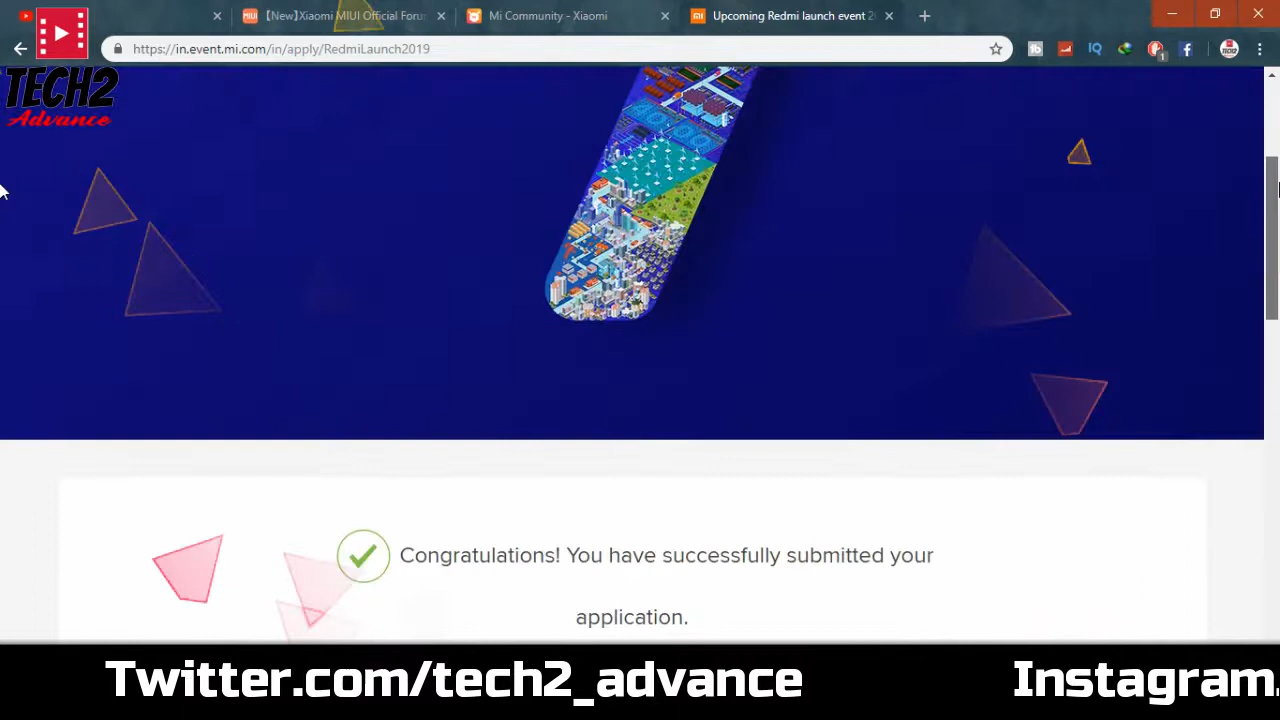 【New】Xiaomi MIUI Official Foru
Mi Community - Xiaomi
Upcoming Redmi launch event 2
https://in.event.mi.com/in/apply/RedmiLaunch2019
TECH2
Advance
Congratulations! You have successfully submitted your
application.
Twitter.com/tech2_advance
Instagram.